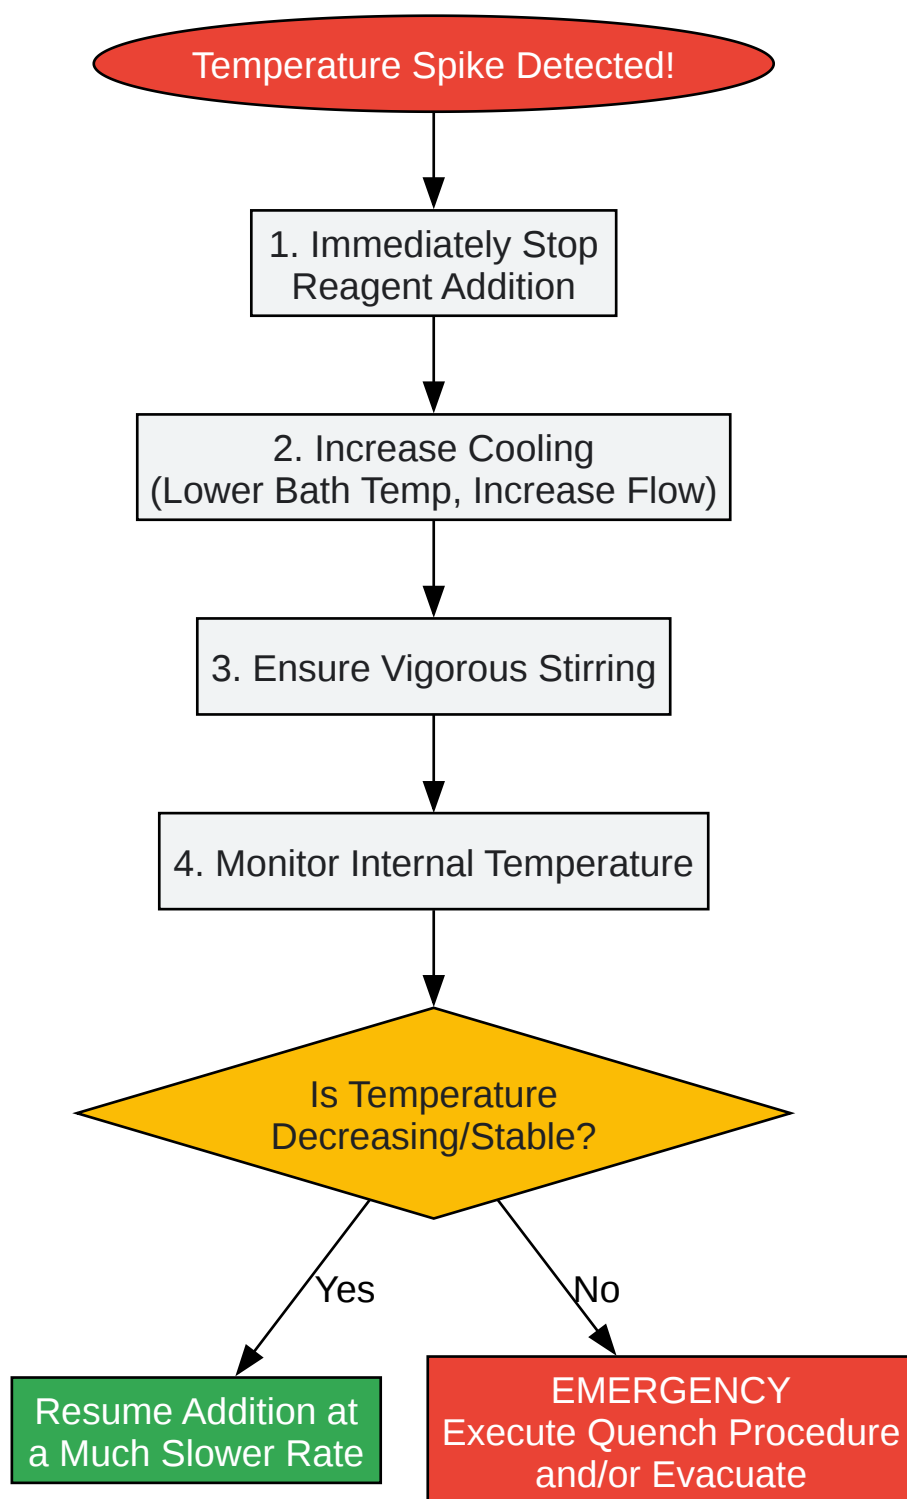 Temperature Spike Detected!
1. Immediately Stop
Reagent Addition
2. Increase Cooling
(Lower Bath Temp, Increase Flow)
3. Ensure Vigorous Stirring
4. Monitor Internal Temperature
Is Temperature
Decreasing/Stable?
Yes
No
Resume Addition at
a Much Slower Rate
EMERGENCY
Execute Quench Procedure
and/or Evacuate